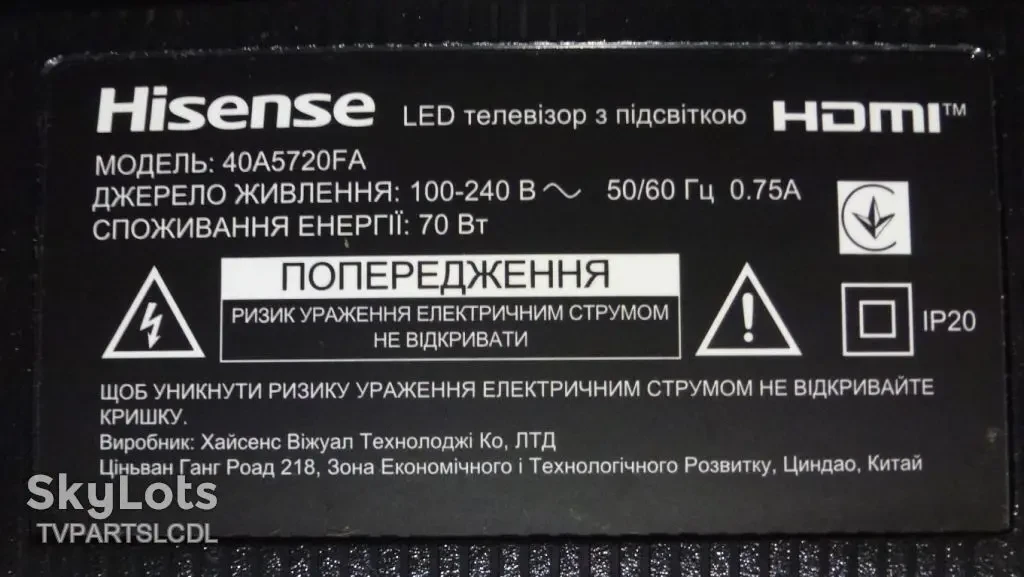 Hisense LED телевізор з підсвіткою HDMI™
МОДЕЛЬ: 40A5720FA
ДЖЕРЕЛО ЖИВЛЕННЯ: 100-240 В ~ 50/60 Гц 0.75А
СПОЖИВАННЯ ЕНЕРГІЇ: 70 Вт
ПОПЕРЕДЖЕННЯ
РИЗИК УРАЖЕННЯ ЕЛЕКТРИЧНИМ СТРУМОМ
НЕ ВІДКРИВАТИ
IP20
ЩОБ УНИКНУТИ РИЗИКУ УРАЖЕННЯ ЕЛЕКТРИЧНИМ СТРУМОМ НЕ ВІДКРИВАЙТЕ
КРИШКУ.
Виробник: Хайсенс Віжуал Технолоджі Ко, ЛТД
Ціньван Ганг Роад 218, Зона Економічного і Технологічного Розвитку, Циндао, Китай
SkyLots
TVPARTSLCDL